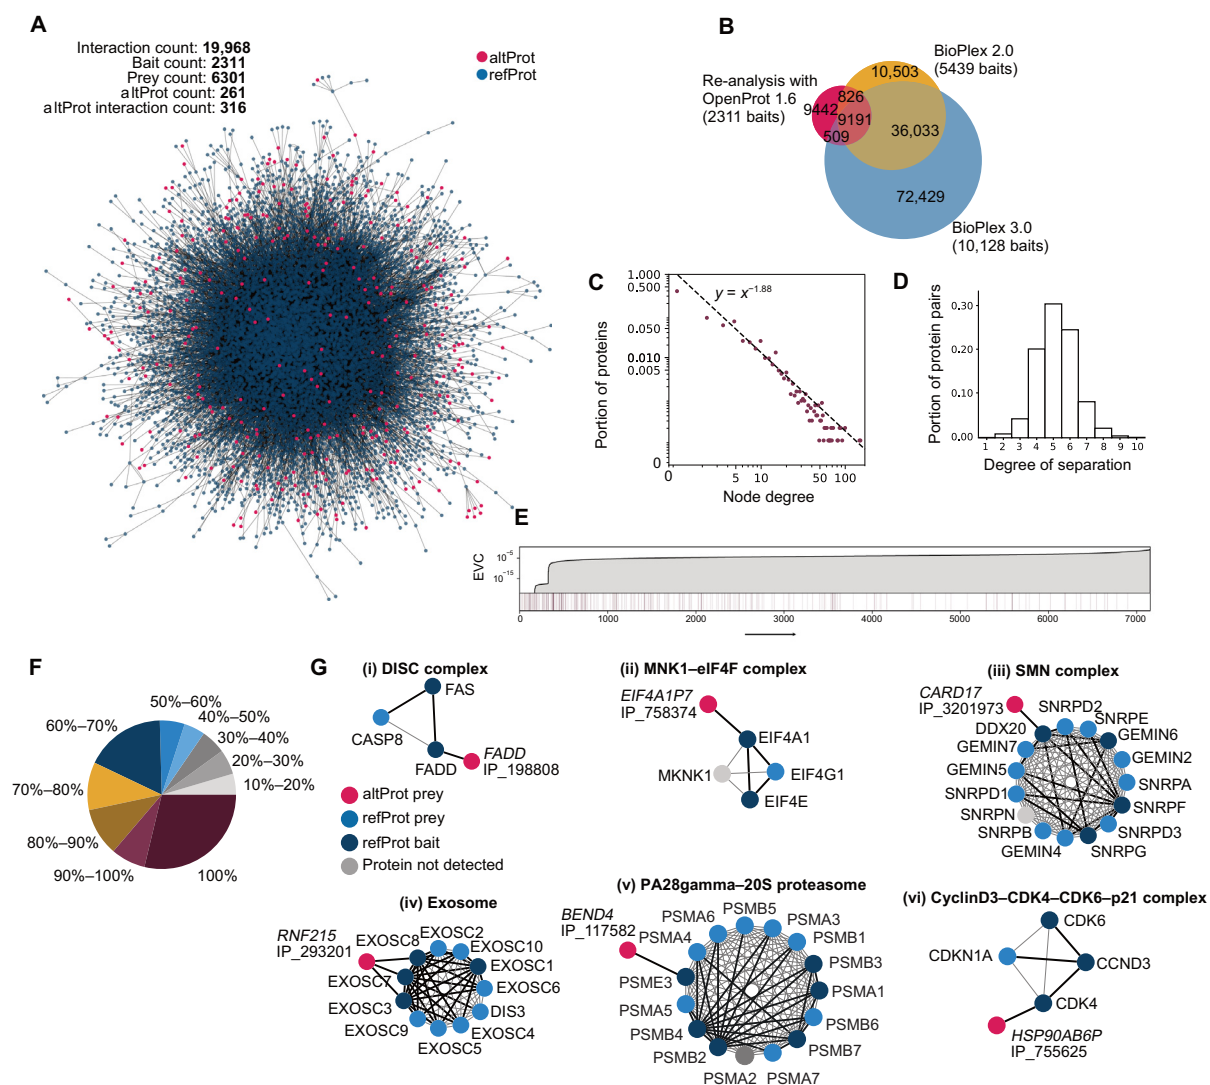 A
Interaction count: 19,968
Bait count: 2311
Prey count: 6301
altProt count: 261
altProt interaction count: 316
altProt
refProt
B
Re-analysis with
OpenProt 1.6
(2311 baits)
BioPlex 2.0
(5439 baits)
10,503
826
9442
9191
509
36,033
72,429
BioPlex 3.0
(10,128 baits)
C
Portion of proteins
1.000
0.500
0.050
0.010
0.005
0
y = x−1.88
0
5
10
50
100
Node degree
D
Portion of protein pairs
0.30
0.20
0.10
0.00
1 2 3 4 5 6 7 8 9 10
Degree of separation
E
EVC
10−5
10−15
0 1000 2000 3000 4000 5000 6000 7000
F
50%–60%
40%–50%
30%–40%
20%–30%
10%–20%
60%–70%
70%–80%
80%–90%
90%–100%
100%
G
(i) DISC complex
FAS
CASP8
FADD
FADD
IP_198808
altProt prey
refProt prey
refProt bait
Protein not detected
(ii) MNK1–eIF4F complex
EIF4A1P7
IP_758374
EIF4A1
MKNK1
EIF4G1
EIF4E
(iii) SMN complex
CARD17
IP_3201973
SNRPD2
SNRPE
DDX20
GEMIN6
GEMIN7
GEMIN2
GEMIN5
SNRPA
SNRPD1
SNRPF
SNRPN
SNRPD3
SNRPB
GEMIN4
SNRPG
(iv) Exosome
RNF215
IP_293201
EXOSC8
EXOSC2
EXOSC10
EXOSC1
EXOSC7
EXOSC6
EXOSC3
DIS3
EXOSC9
EXOSC4
EXOSC5
(v) PA28gamma–20S proteasome
BEND4
IP_117582
PSMA6
PSMB5
PSMA3
PSMA4
PSMB1
PSME3
PSMB3
PSMA5
PSMA1
PSMB4
PSMB6
PSMB2
PSMB7
PSMA2
PSMA7
(vi) CyclinD3–CDK4–CDK6–p21 complex
CDK6
CDKN1A
CCND3
CDK4
HSP90AB6P
IP_755625